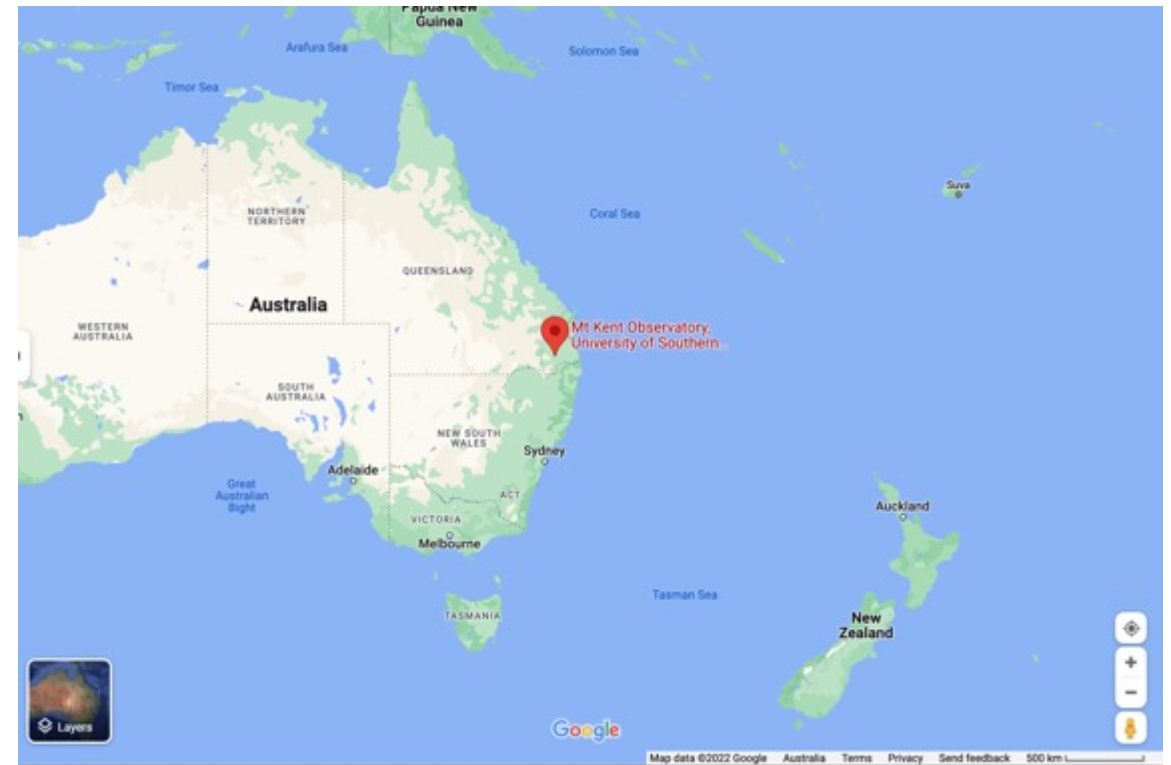 Papua New
Guinea
Arafura Sea
Solomon Sea
Timor Sea
Suva
NORTHERN
TERRITORY
Coral Sea
QUEENSLAND
Australia
WESTERN
AUSTRALIA
Mt Kent Observatory,
University of Southern...
SOUTH
AUSTRALIA
NEW SOUTH
WALES
Sydney
Adelaide
Great
Australian
Bight
ACT
Auckland
VICTORIA
Melbourne
Tasman Sea
TASMANIA
New
Zealand
Layers
Google
Map data ©2022 Google Australia Terms Privacy Send feedback 500 km